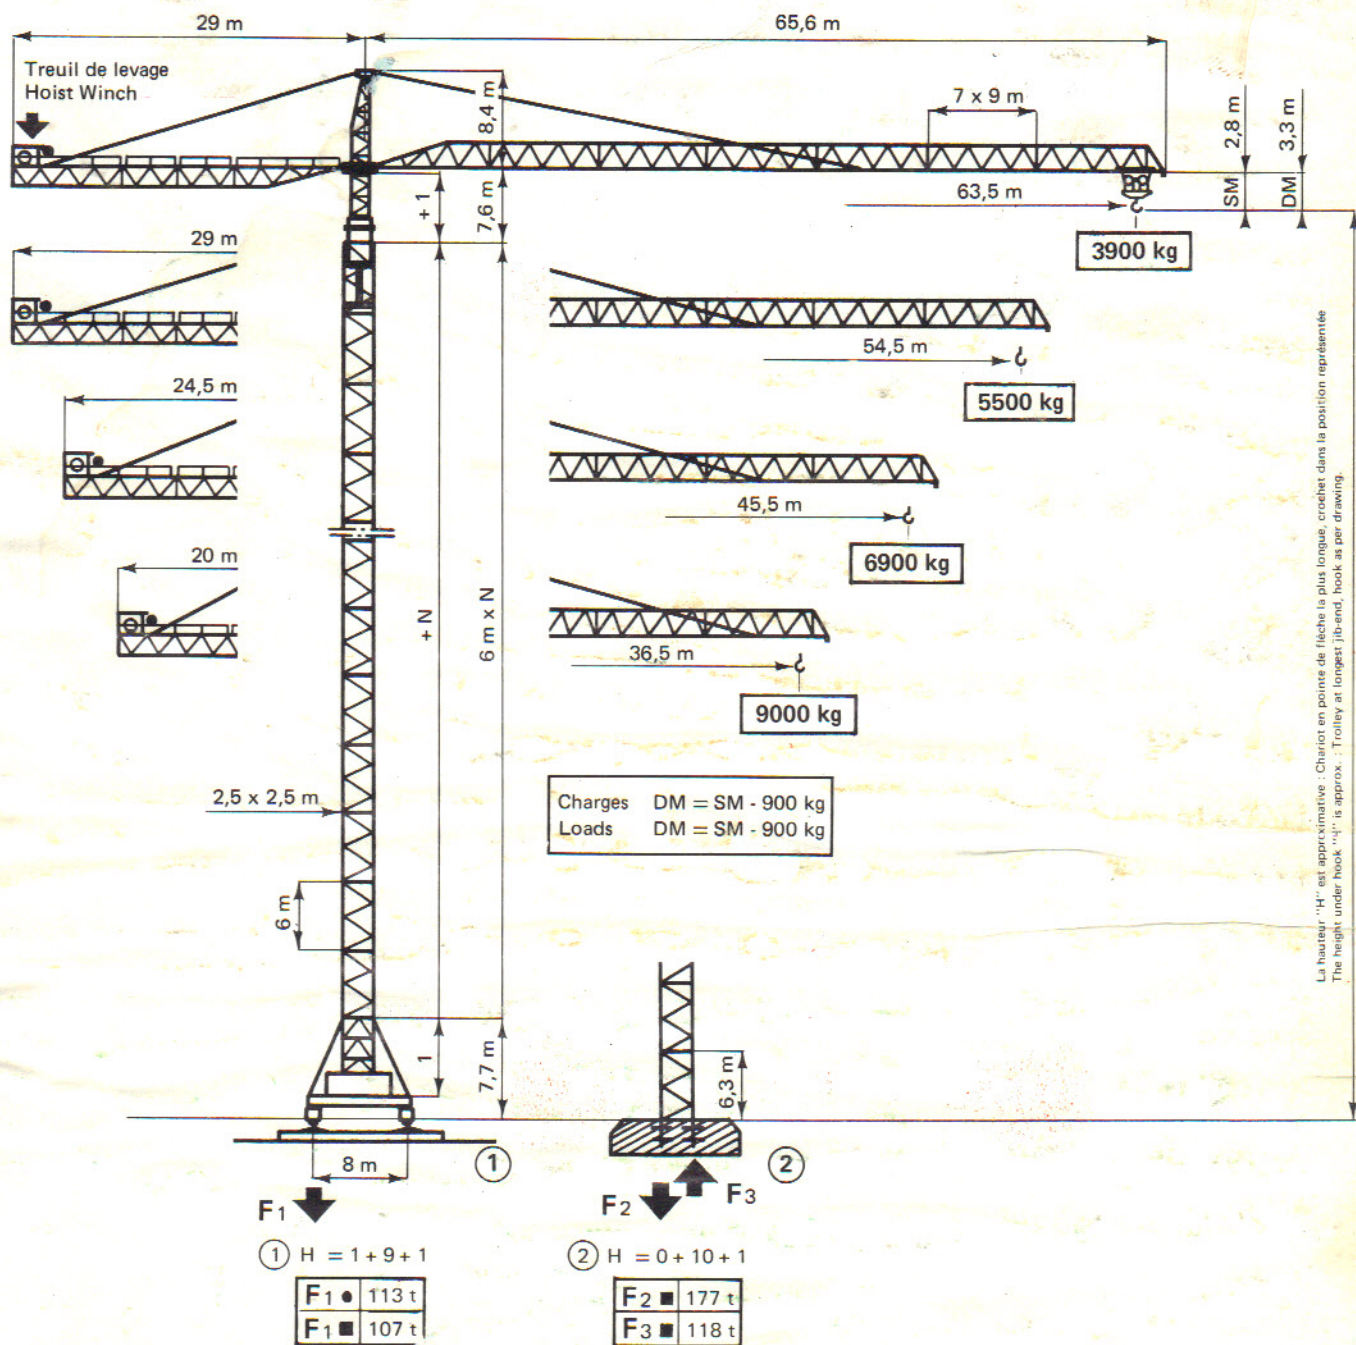 29 m
65,6 m
Treuil de levage
Hoist Winch
8,4 m
7 x 9 m
2,8 m
3,3 m
+ 1
7,6 m
63,5 m
SM
DM
3900 kg
29 m
54,5 m
5500 kg
24,5 m
45,5 m
6900 kg
20 m
+ N
6 m x N
36,5 m
9000 kg
2,5 x 2,5 m
Charges DM = SM - 900 kg
Loads DM = SM - 900 kg
6 m
1
7,7 m
6,3 m
8 m
1
2
F1
F2
F3
1 H = 1 + 9 + 1
2 H = 0 + 10 + 1
F1 ● 113 t
F1 ■ 107 t
F2 ■ 177 t
F3 ■ 118 t
La hauteur "H" est approximative : Chariot en pointe de flèche la plus longue, crochet dans la position représentée
The height under hook "H" is approx. : Trolley at longest jib-end, hook as per drawing.